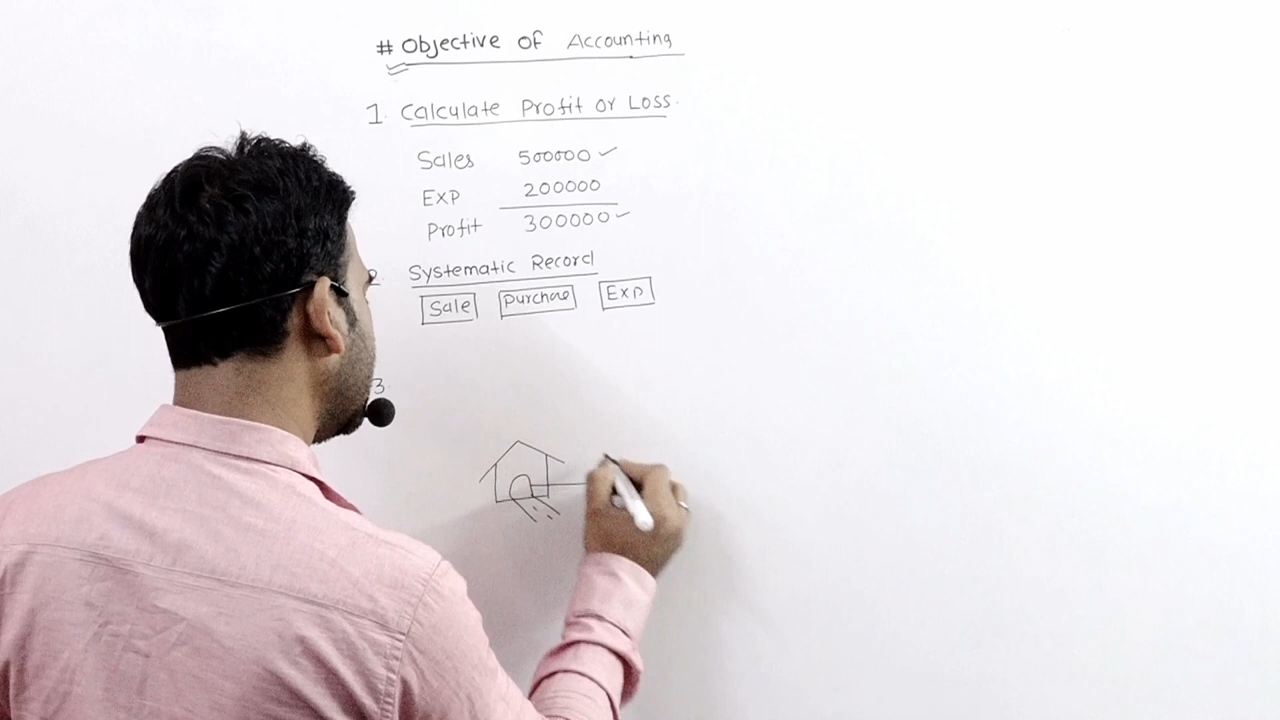 # Objective of Accounting
1. Calculate Profit or Loss.
Sales 500000 ✓
Exp 200000
Profit 300000 ✓
2. Systematic Record
Sale Purchase Exp
3